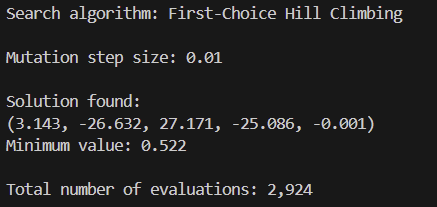 Search algorithm: First-Choice Hill Climbing
Mutation step size: 0.01
Solution found:
(3.143, -26.632, 27.171, -25.086, -0.001)
Minimum value: 0.522
Total number of evaluations: 2,924